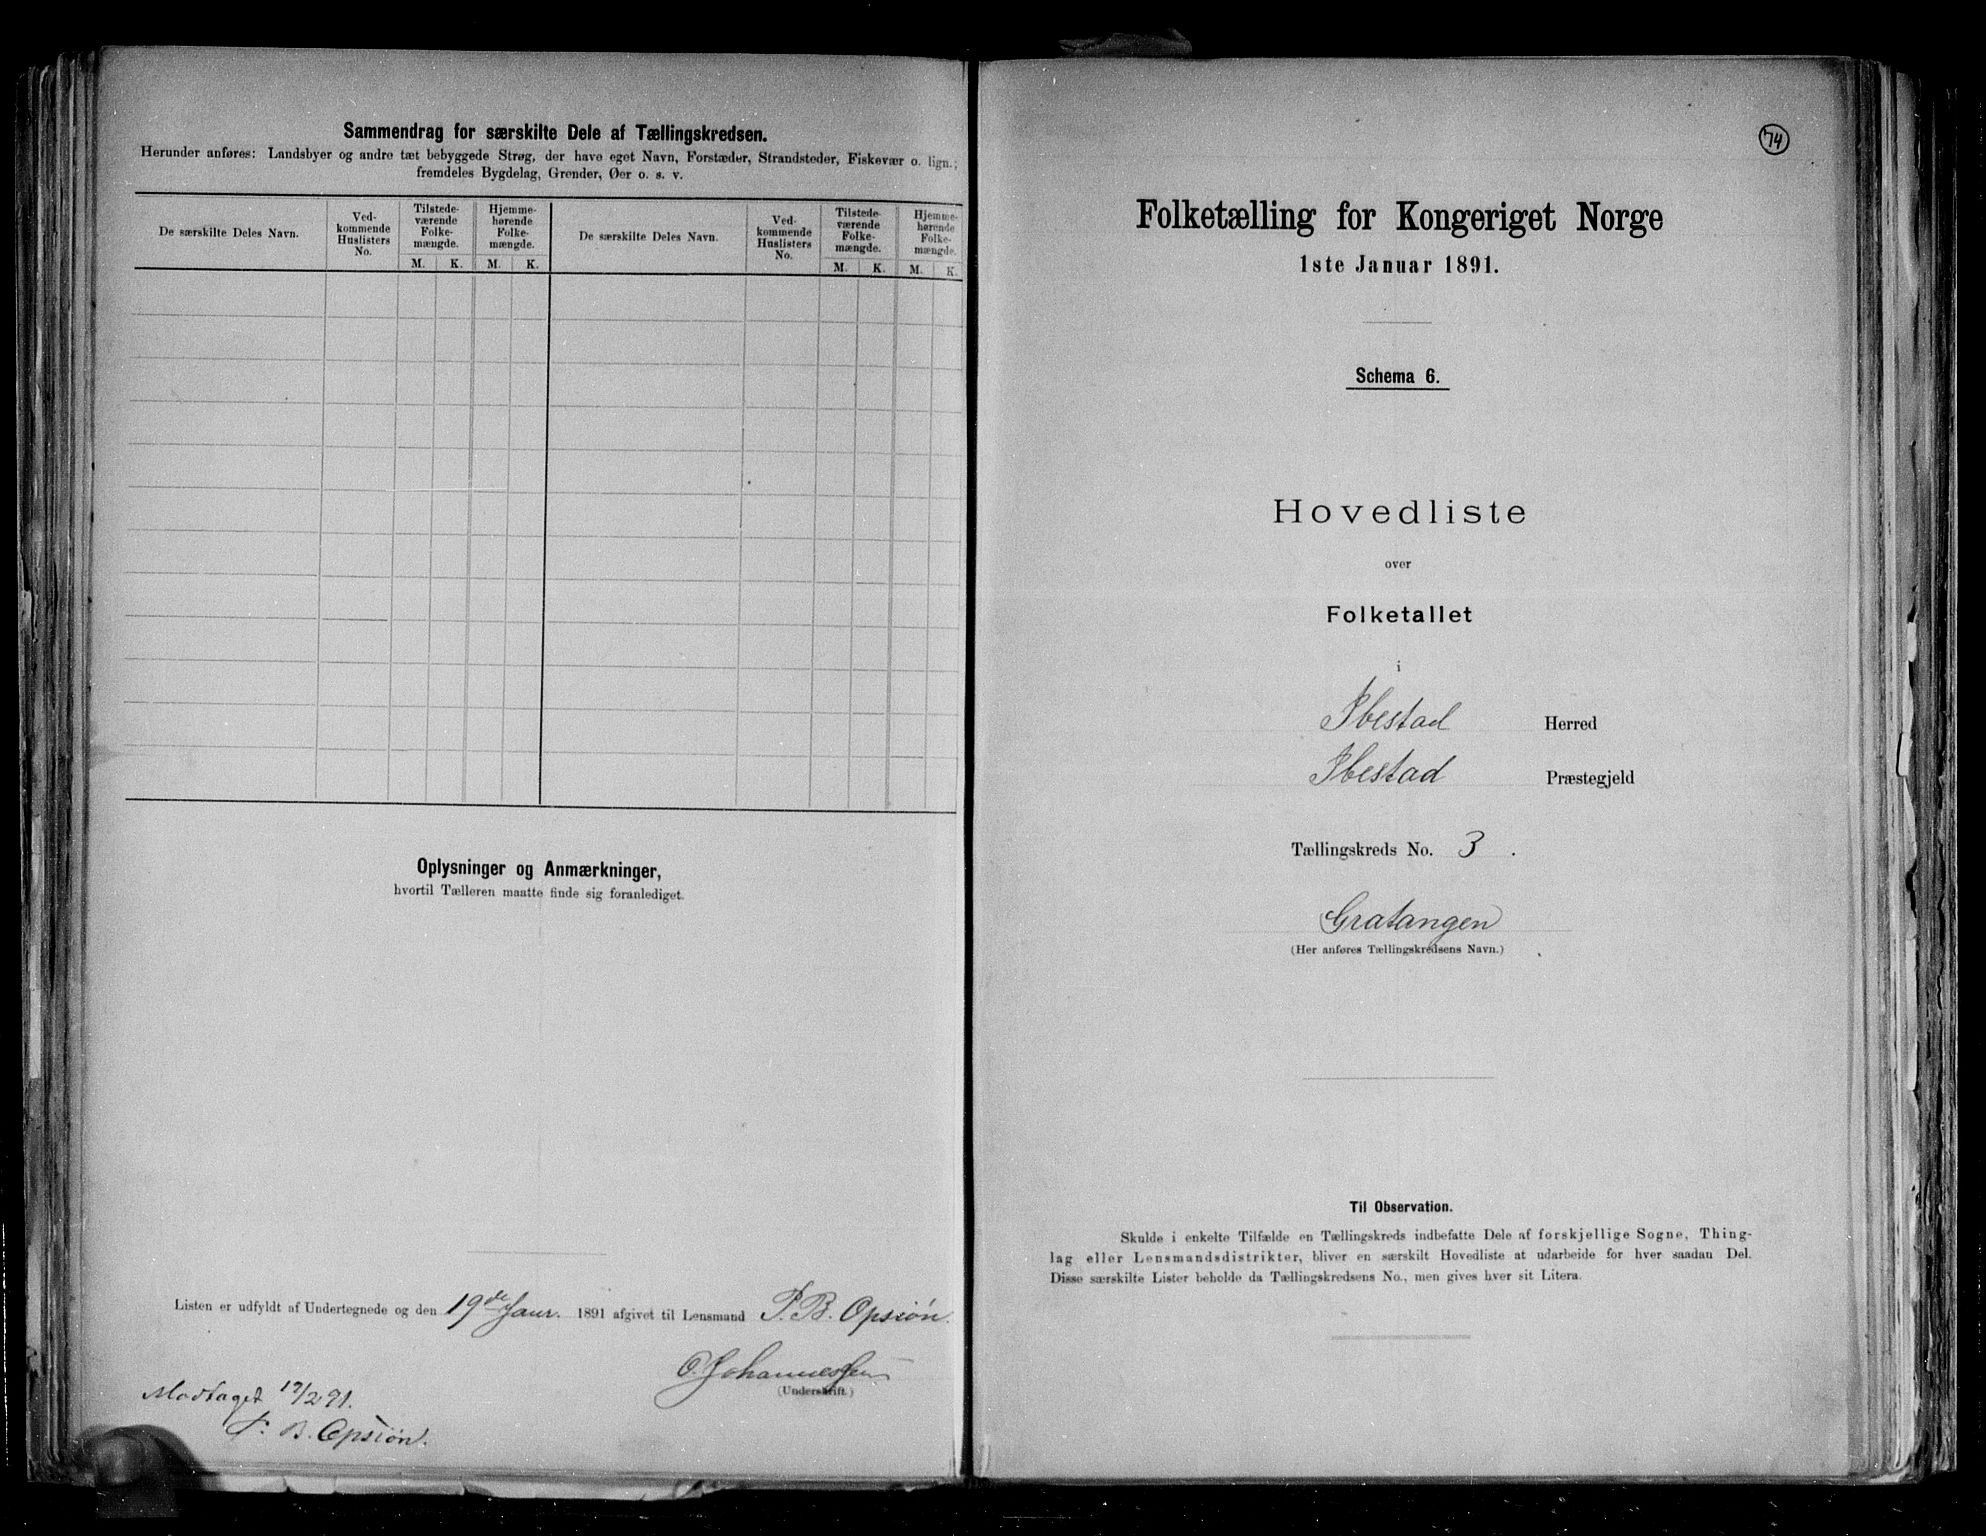 Sammendrag for særskilte Dele af Tællingskredsen.
Herunder anføres: Landsbyer og andre tæt bebyggede Strøg, der have eget Navn, Forstæder, Strandsteder, Fiskevær o. lign.;
fremdeles Bygdelag, Grender, Øer o. s. v.
De særskilte Deles Navn.
Ved-
kommende
Huslisters
No.
Tilstede-
værende
Folke-
mængde.
M. K.
Hjemme-
hørende
Folke-
mængde.
M. K.
De særskilte Deles Navn.
Ved-
kommende
Huslisters
No.
Tilstede-
værende
Folke-
mængde.
M. K.
Hjemme-
hørende
Folke-
mængde.
M. K.
Oplysninger og Anmærkninger,
hvortil Tælleren maatte finde sig foranlediget.
Listen er udfyldt af Undertegnede og den 19de Janr. 1891 afgivet til Lensmand P. B. Opsiøn.
O. Johannessen
(Underskrift.)
Modtaget 19/2 91.
P. B. Opsiøn.
74
Folketælling for Kongeriget Norge
1ste Januar 1891.
Schema 6.
Hovedliste
over
Folketallet
i
Ibestad Herred
Ibestad Præstegjeld
Tællingskreds No. 3.
Gratangen
(Her anføres Tællingskredsens Navn.)
Til Observation.
Skulde i enkelte Tilfælde en Tællingskreds indbefatte Dele af forskjellige Sogne, Thing-
lag eller Lensmandsdistrikter, bliver en særskilt Hovedliste at udarbeide for hver saadan Del.
Disse særskilte Lister beholde da Tællingskredsens No., men gives hver sit Litera.